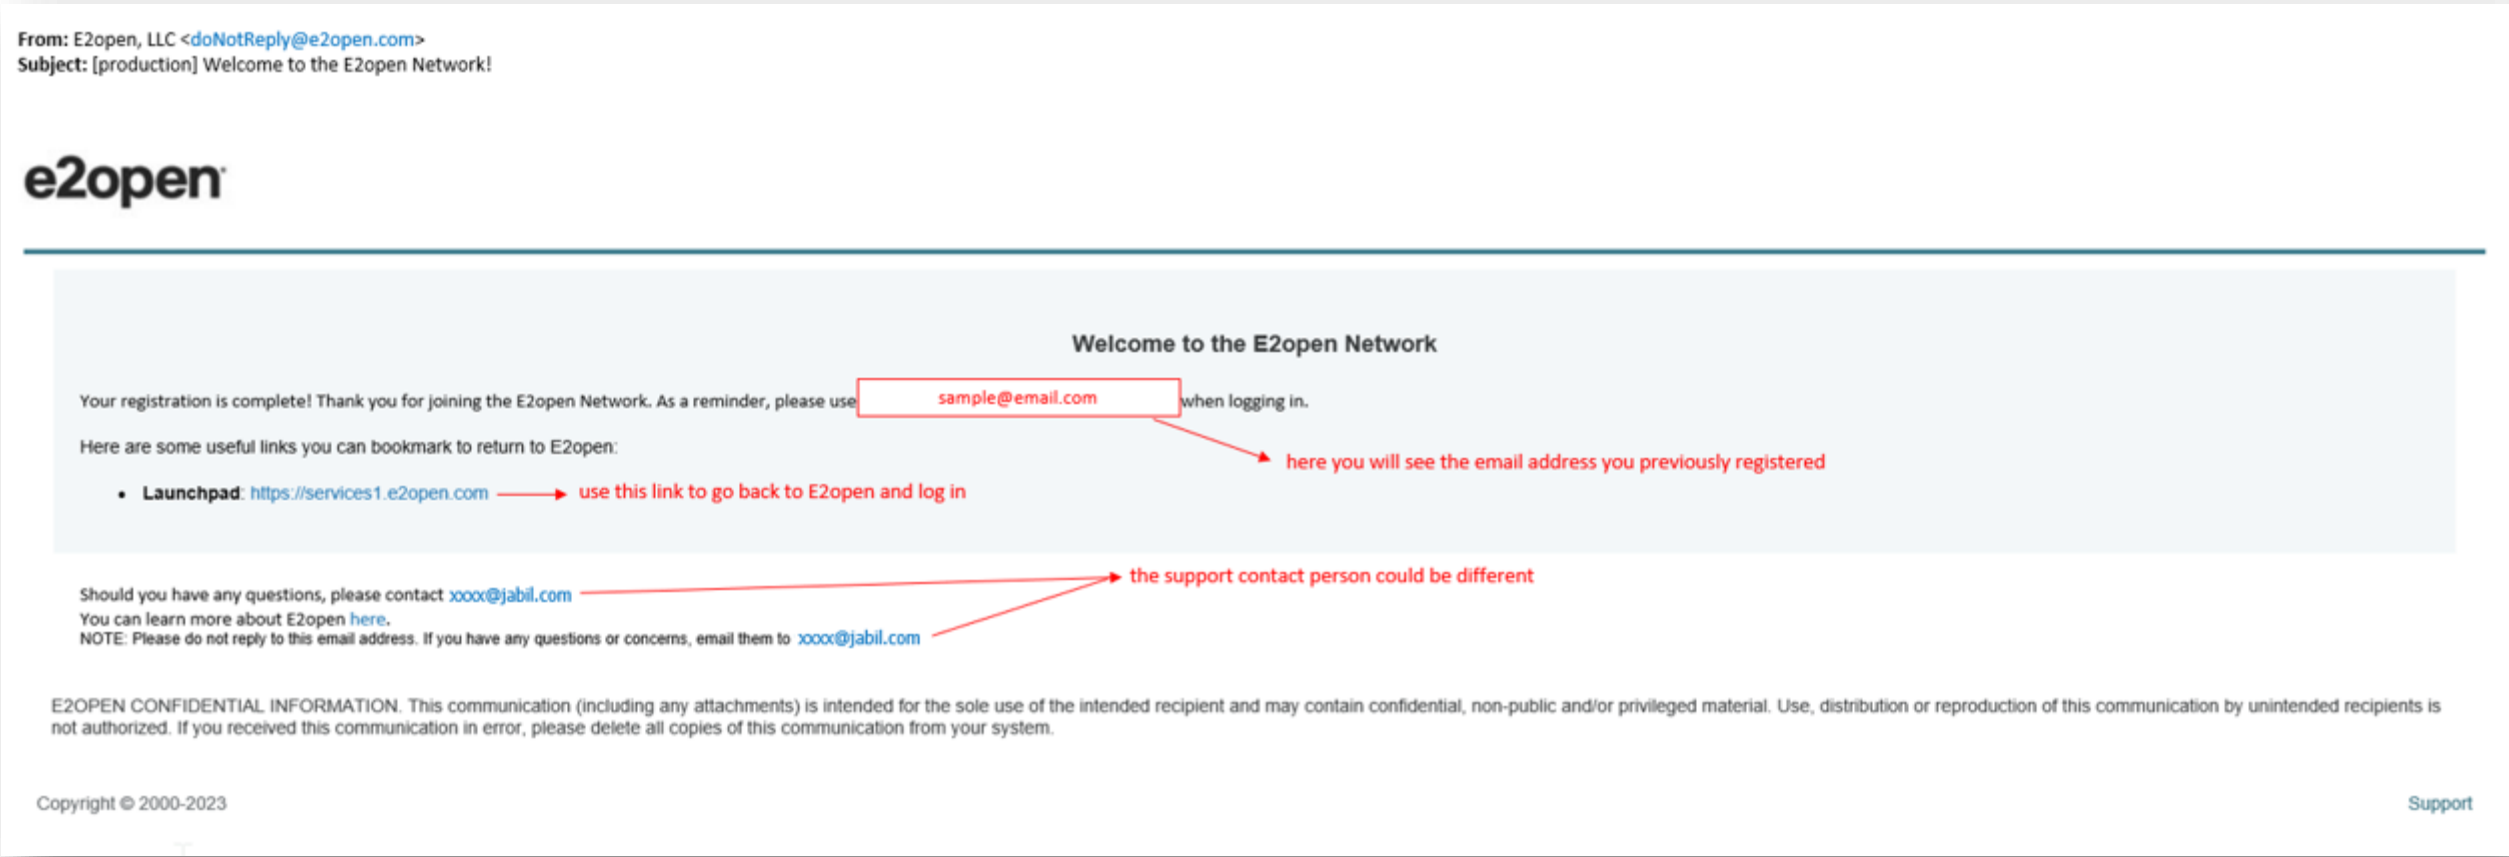 From: E2open, LLC <doNotReply@e2open.com>
Subject: [production] Welcome to the E2open Network!
e2open
Welcome to the E2open Network
Your registration is complete! Thank you for joining the E2open Network. As a reminder, please use sample@email.com when logging in.
Here are some useful links you can bookmark to return to E2open:
here you will see the email address you previously registered
• Launchpad: https://services1.e2open.com use this link to go back to E2open and log in
the support contact person could be different
Should you have any questions, please contact xxxx@jabil.com
You can learn more about E2open here.
NOTE: Please do not reply to this email address. If you have any questions or concerns, email them to xxxx@jabil.com
E2OPEN CONFIDENTIAL INFORMATION. This communication (including any attachments) is intended for the sole use of the intended recipient and may contain confidential, non-public and/or privileged material. Use, distribution or reproduction of this communication by unintended recipients is
not authorized. If you received this communication in error, please delete all copies of this communication from your system.
Copyright © 2000-2023
Support